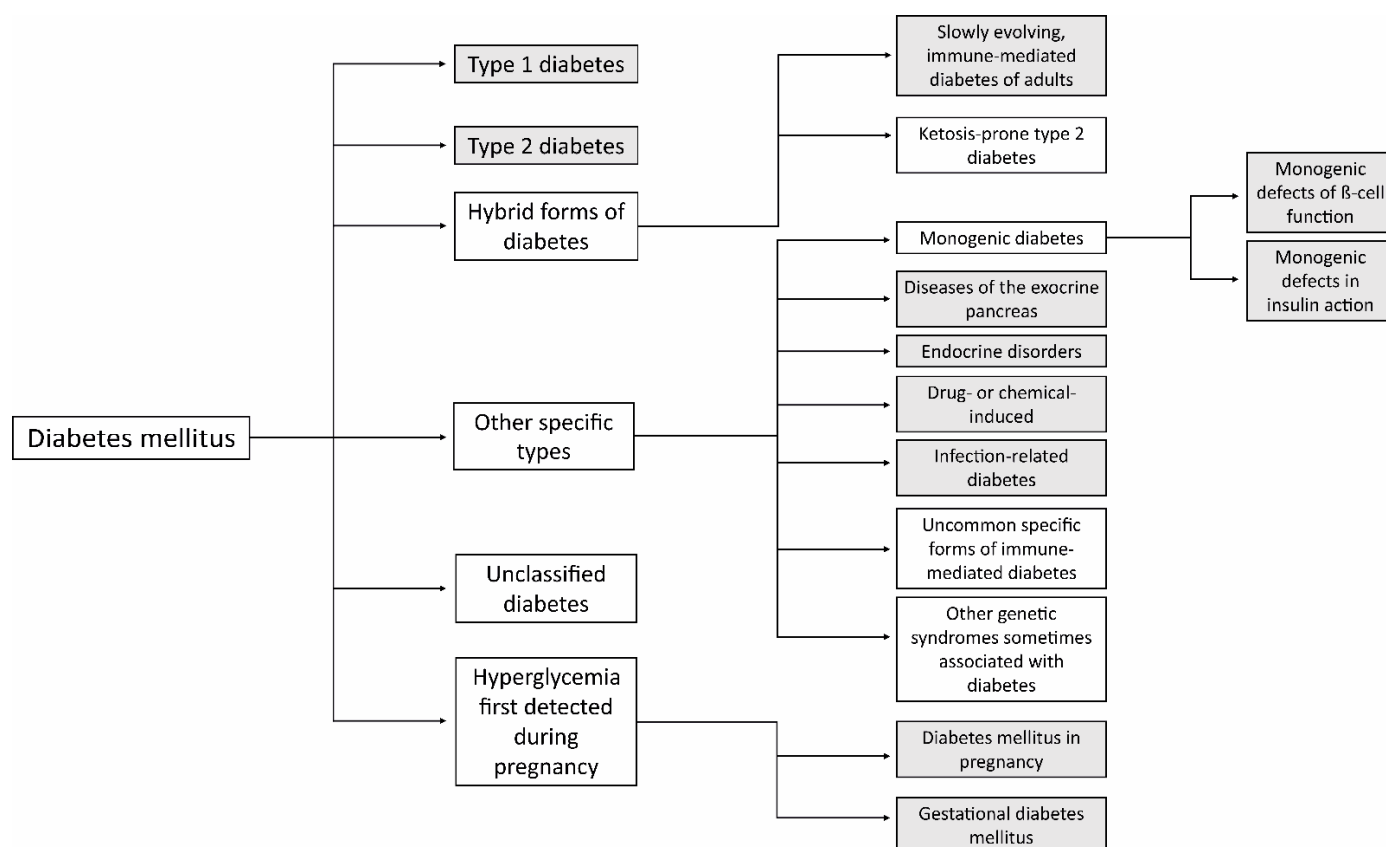 Diabetes mellitus
Type 1 diabetes
Type 2 diabetes
Hybrid forms of
diabetes
Other specific
types
Unclassified
diabetes
Hyperglycemia
first detected
during
pregnancy
Slowly evolving,
immune-mediated
diabetes of adults
Ketosis-prone type 2
diabetes
Monogenic diabetes
Diseases of the exocrine
pancreas
Endocrine disorders
Drug- or chemical-
induced
Infection-related
diabetes
Uncommon specific
forms of immune-
mediated diabetes
Other genetic
syndromes sometimes
associated with
diabetes
Diabetes mellitus in
pregnancy
Gestational diabetes
mellitus
Monogenic
defects of ß-cell
function
Monogenic
defects in
insulin action